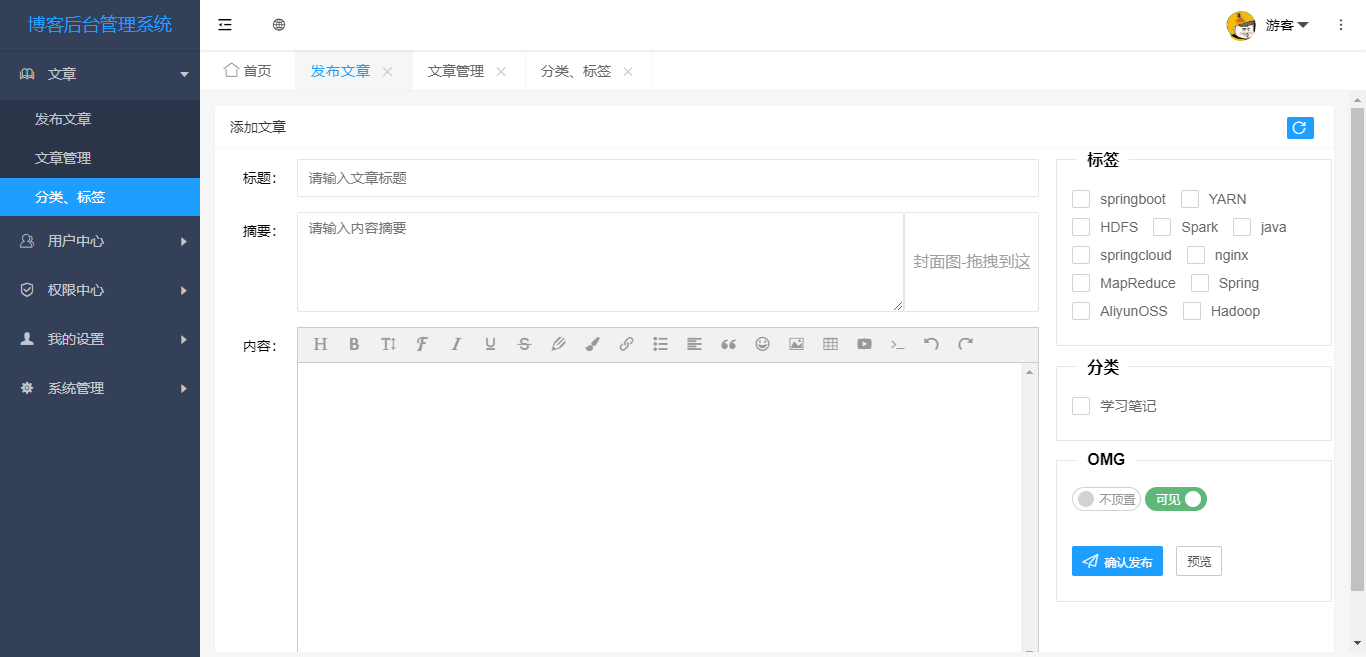 博客后台管理系统
游客
文章
发布文章
文章管理
分类、标签
用户中心
权限中心
我的设置
系统管理
首页 发布文章 文章管理 分类、标签
添加文章
标题： 请输入文章标题
摘要： 请输入内容摘要
封面图-拖拽到这
内容：
标签
springboot YARN
HDFS Spark java
springcloud nginx
MapReduce Spring
AliyunOSS Hadoop
分类
学习笔记
OMG
不顶置 可见
确认发布 预览